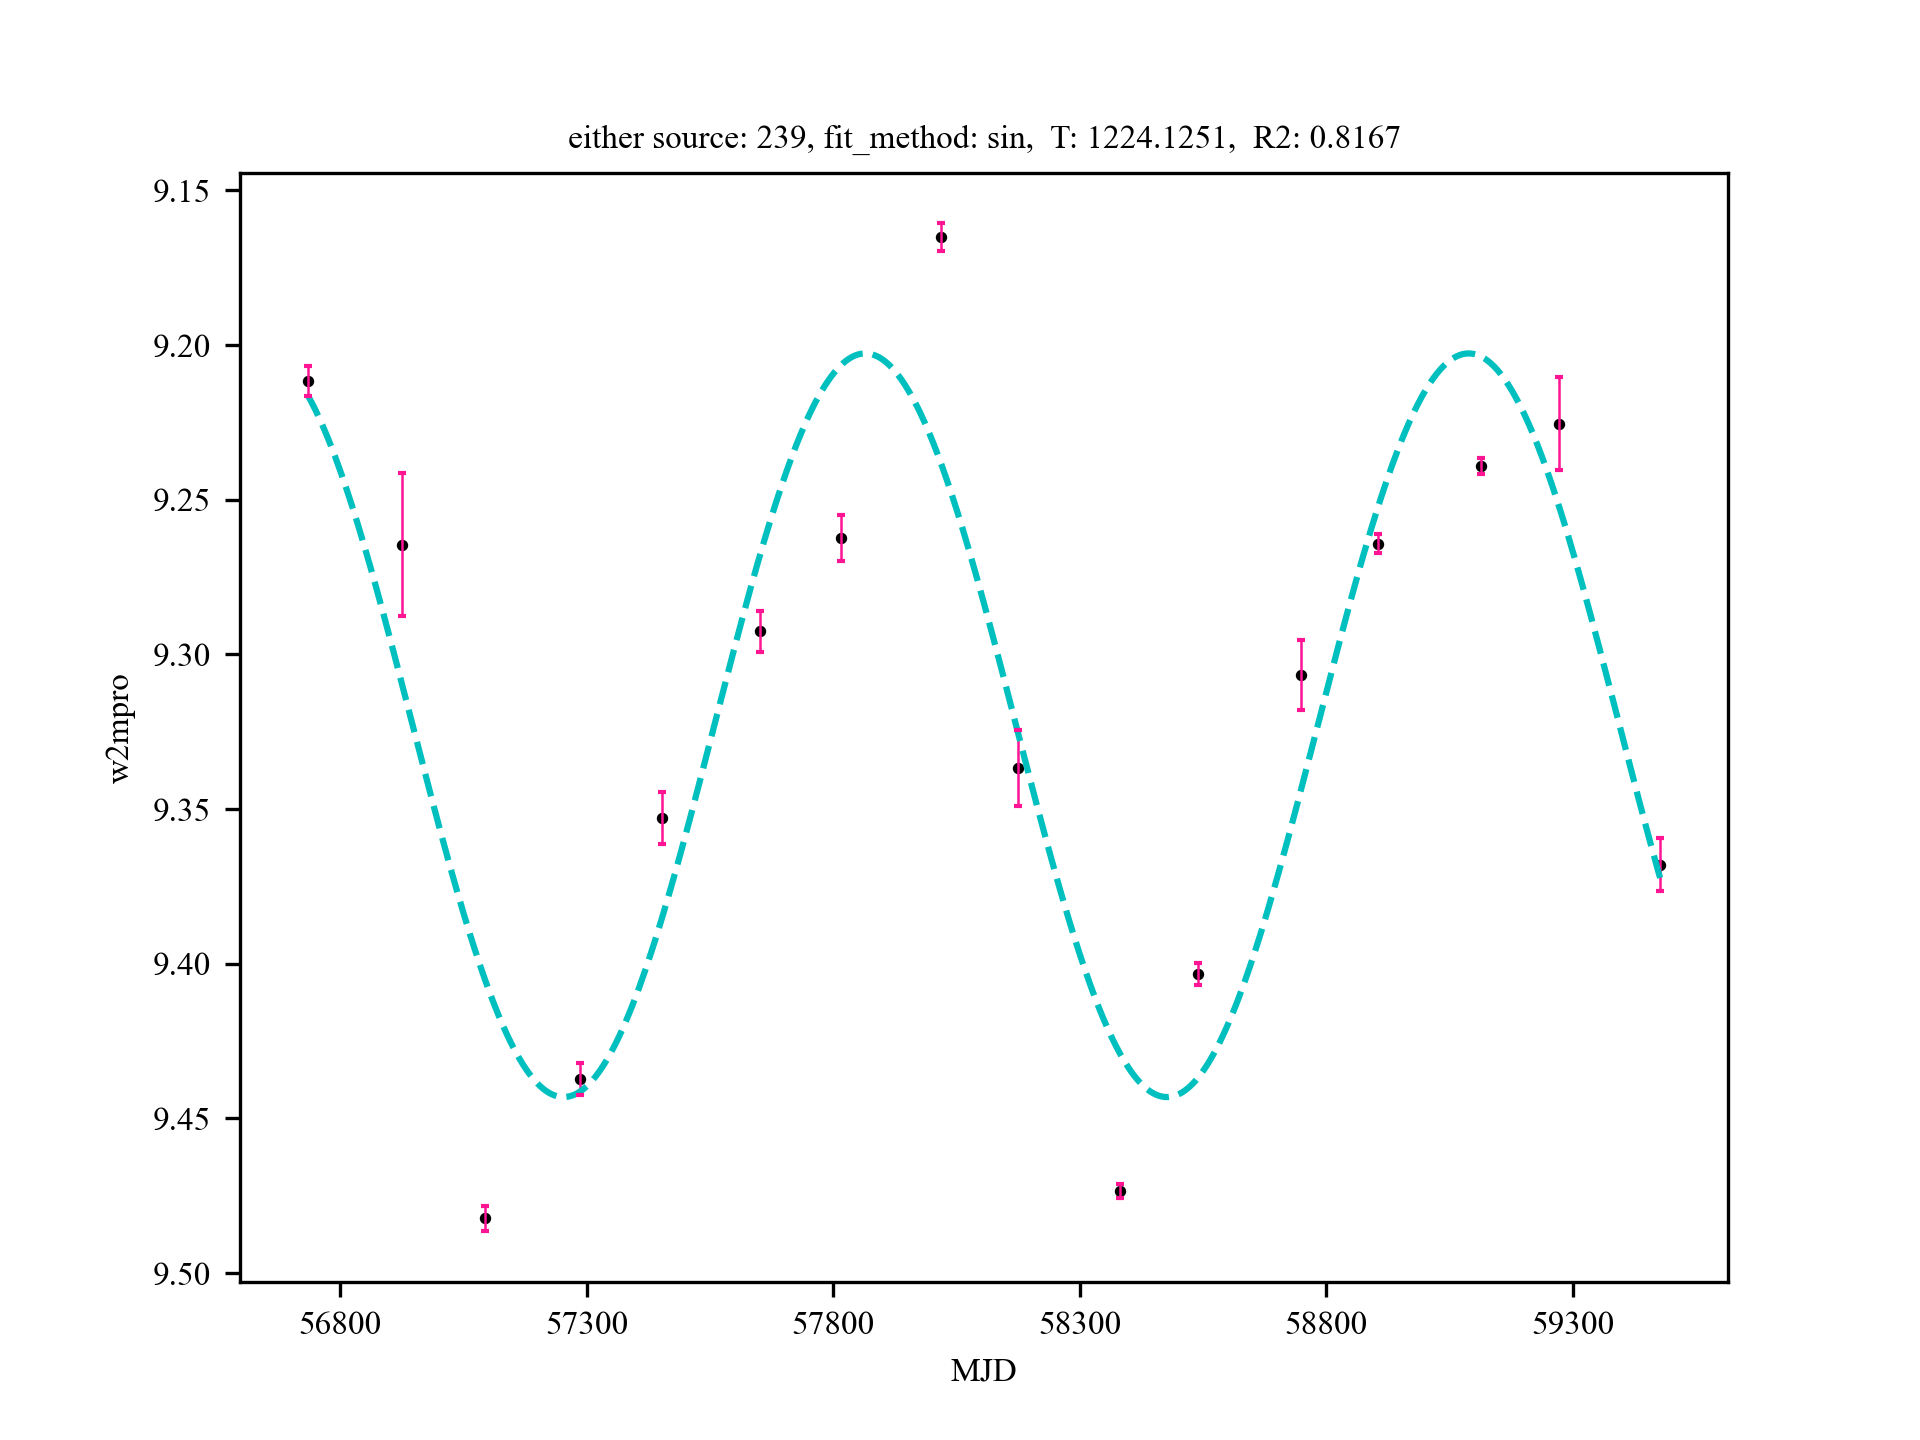 either source: 239, fit_method: sin,  T: 1224.1251,  R2: 0.8167
9.15
9.20
9.25
9.30
9.35
9.40
9.45
9.50
w2mpro
56800 57300 57800 58300 58800 59300
MJD